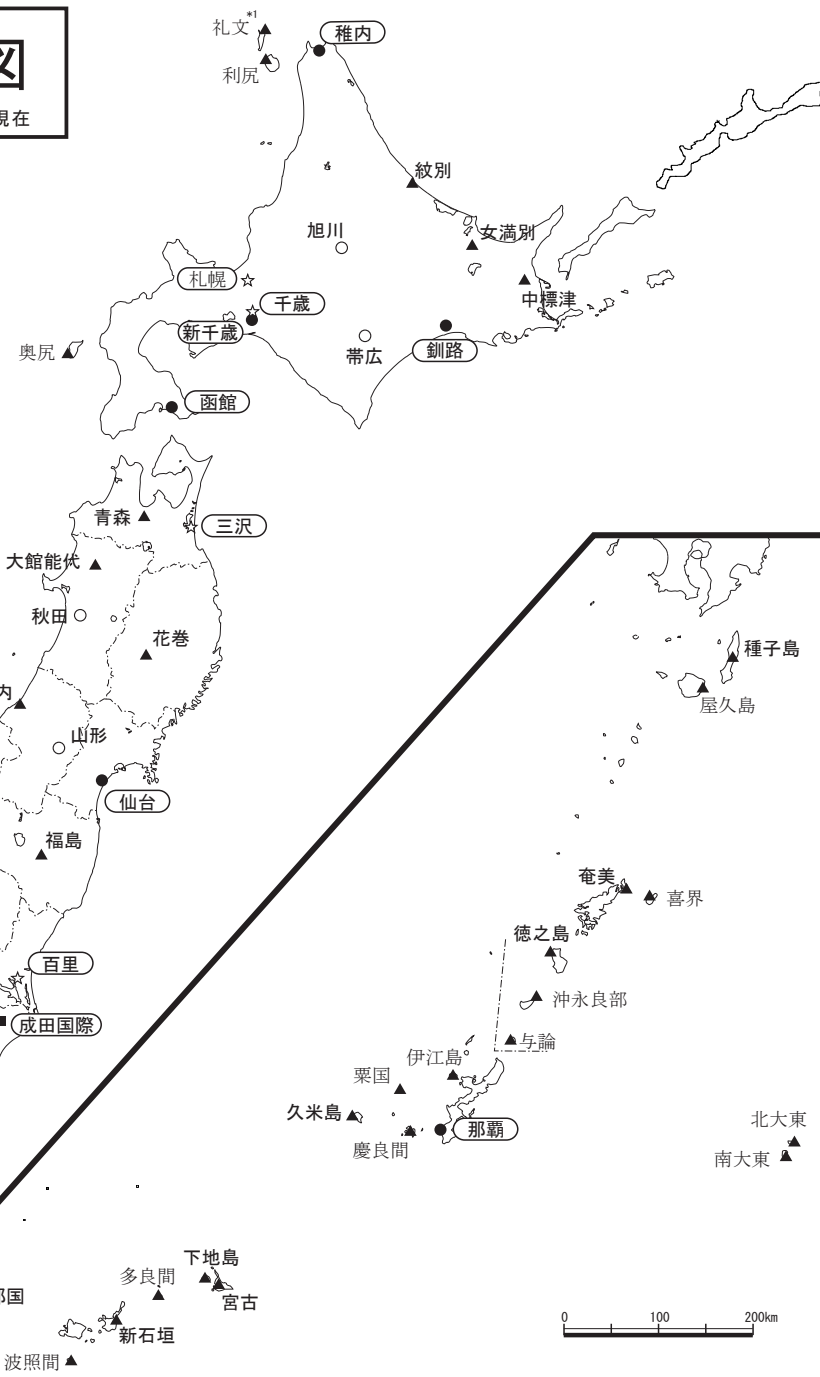 図
現在
礼文*1
稚内
利尻
紋別
旭川
女満別
札幌
千歳
中標津
新千歳
奥尻
帯広
釧路
函館
青森
三沢
大館能代
秋田
花巻
種子島
内
屋久島
山形
仙台
福島
奄美
喜界
徳之島
百里
沖永良部
成田国際
与論
伊江島
粟国
久米島
那覇
慶良間
北大東
南大東
下地島
多良間
国
宮古
新石垣
波照間
0 100 200km